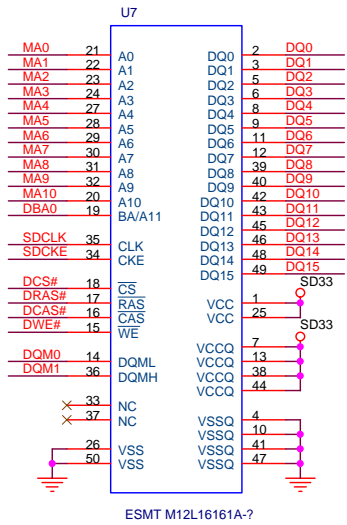 U7
MA0 21 A0 DQ0 2 DQ0
MA1 22 A1 DQ1 3 DQ1
MA2 23 A2 DQ2 5 DQ2
MA3 24 A3 DQ3 6 DQ3
MA4 27 A4 DQ4 8 DQ4
MA5 28 A5 DQ5 9 DQ5
MA6 29 A6 DQ6 11 DQ6
MA7 30 A7 DQ7 12 DQ7
MA8 31 A8 DQ8 39 DQ8
MA9 32 A9 DQ9 40 DQ9
MA10 20 A10 DQ10 42 DQ10
DBA0 19 BA/A11 DQ11 43 DQ11
DQ12 45 DQ12
SDCLK 35 CLK DQ13 46 DQ13
SDCKE 34 CKE DQ14 48 DQ14
DQ15 49 DQ15
DCS# 18 CS SD33
DRAS# 17 RAS VCC 1
DCAS# 16 CAS VCC 25
DWE# 15 WE SD33
VCCQ 7
DQM0 14 DQML VCCQ 13
DQM1 36 DQMH VCCQ 38
VCCQ 44
33 NC
37 NC VSSQ 4
VSSQ 10
26 VSS VSSQ 41
50 VSS VSSQ 47
ESMT M12L16161A-?